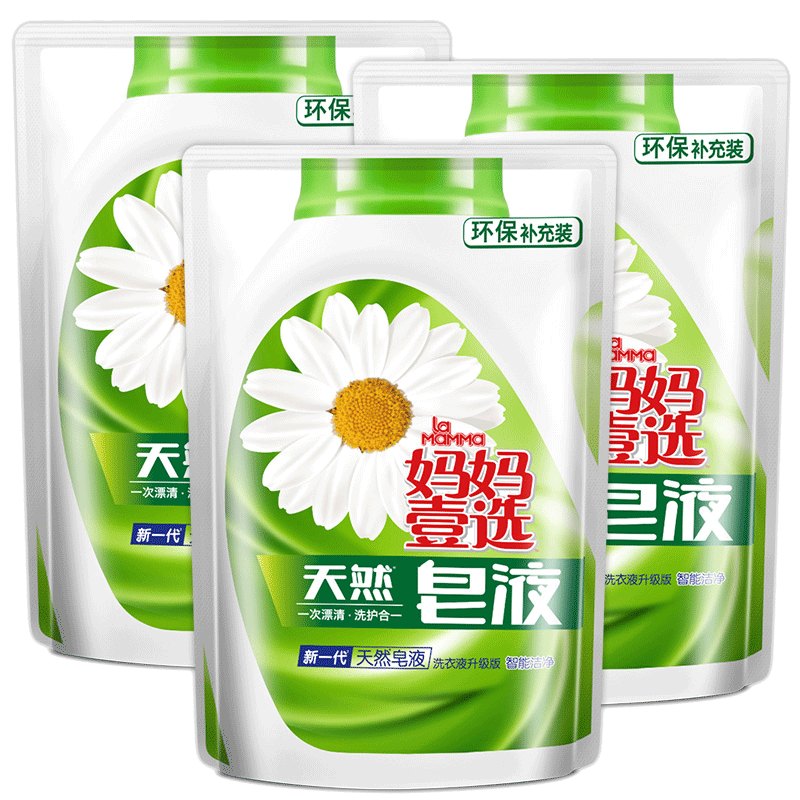 环保补充装
天然
一次漂清·洗
新一代
环保补充装
La
MAMMA
妈妈
壹选
皂液
洗衣液升级版 智能洁净
环保补充装
La
MAMMA
妈妈
壹选
天然 皂液
一次漂清·洗护合一
新一代 天然皂液 洗衣液升级版 智能洁净